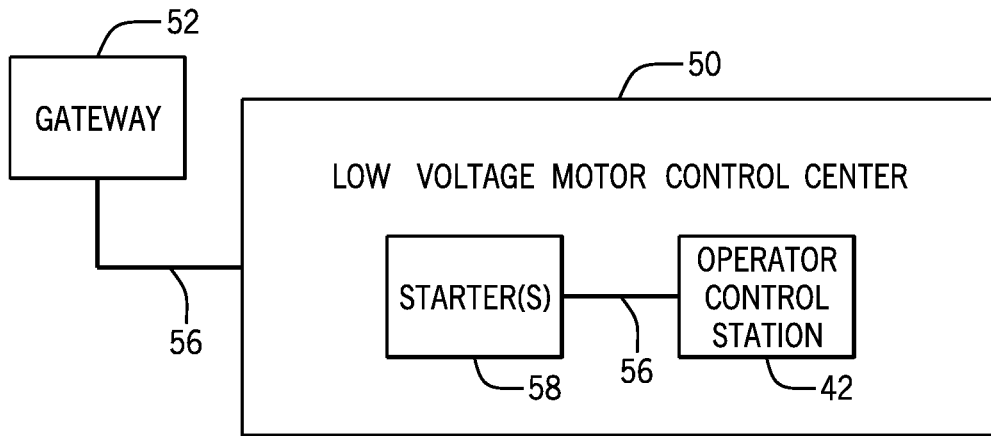 52
GATEWAY
50
LOW VOLTAGE MOTOR CONTROL CENTER
STARTER(S)
OPERATOR
CONTROL
STATION
56
58
56
42